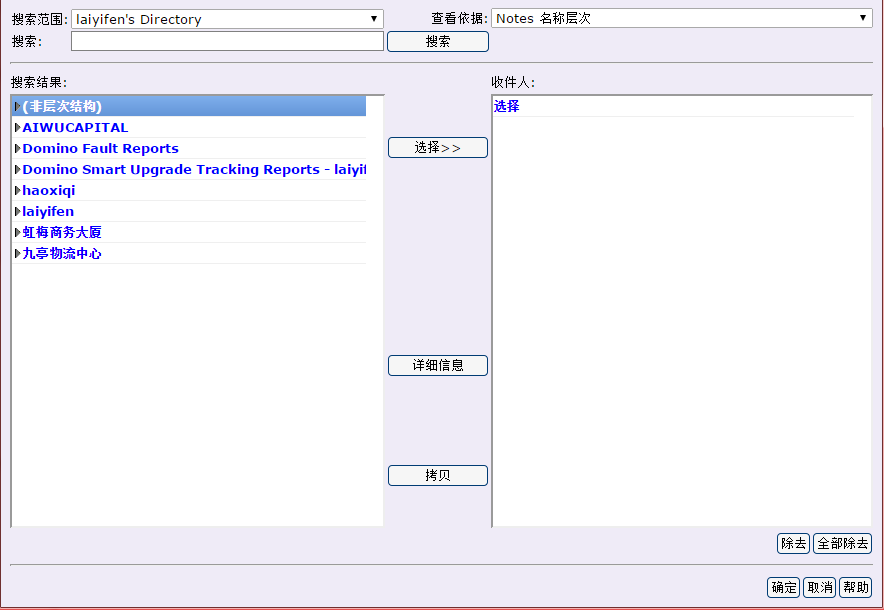 搜索范围: laiyifen's Directory 查看依据: Notes 名称层次
搜索: 搜索
搜索结果: 收件人:
(非层次结构) 选择
AIWUCAPITAL
选择>>
Domino Fault Reports
Domino Smart Upgrade Tracking Reports - laiyif
haoxiqi
laiyifen
虹梅商务大厦
九亭物流中心
详细信息
拷贝
除去 全部除去
确定 取消 帮助